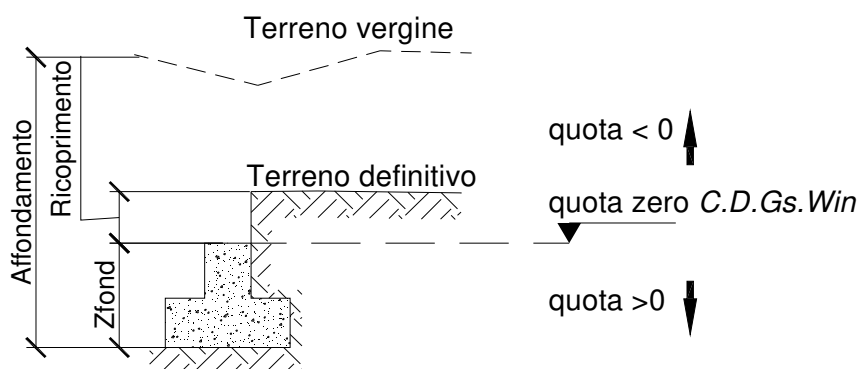 Terreno vergine
Affondamento
Ricoprimento
quota < 0
Terreno definitivo
quota zero C.D.Gs.Win
Zfond
quota >0